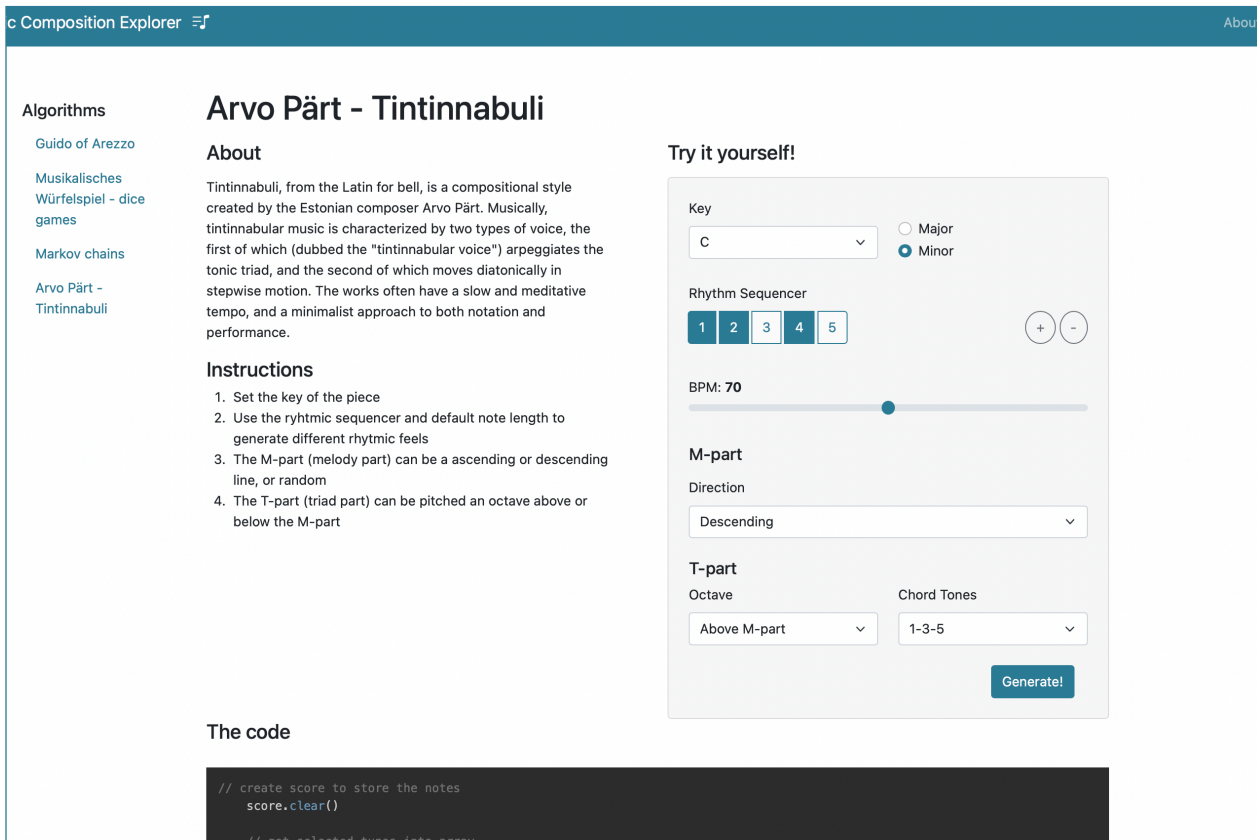 c Composition Explorer
Algorithms
Guido of Arezzo
Musikalisches
Würfelspiel - dice
games
Markov chains
Arvo Pärt -
Tintinnabuli
Arvo Pärt - Tintinnabuli
About
Tintinnabuli, from the Latin for bell, is a compositional style
created by the Estonian composer Arvo Pärt. Musically,
tintinnabular music is characterized by two types of voice, the
first of which (dubbed the "tintinnabular voice") arpeggiates the
tonic triad, and the second of which moves diatonically in
stepwise motion. The works often have a slow and meditative
tempo, and a minimalist approach to both notation and
performance.
Instructions
1. Set the key of the piece
2. Use the ryhtmic sequencer and default note length to
generate different rhytmic feels
3. The M-part (melody part) can be a ascending or descending
line, or random
4. The T-part (triad part) can be pitched an octave above or
below the M-part
Try it yourself!
Key
C
Major
Minor
Rhythm Sequencer
1 2 3 4 5 + -
BPM: 70
M-part
Direction
Descending
T-part
Octave Chord Tones
Above M-part 1-3-5
Generate!
The code
// create score to store the notes
score.clear()